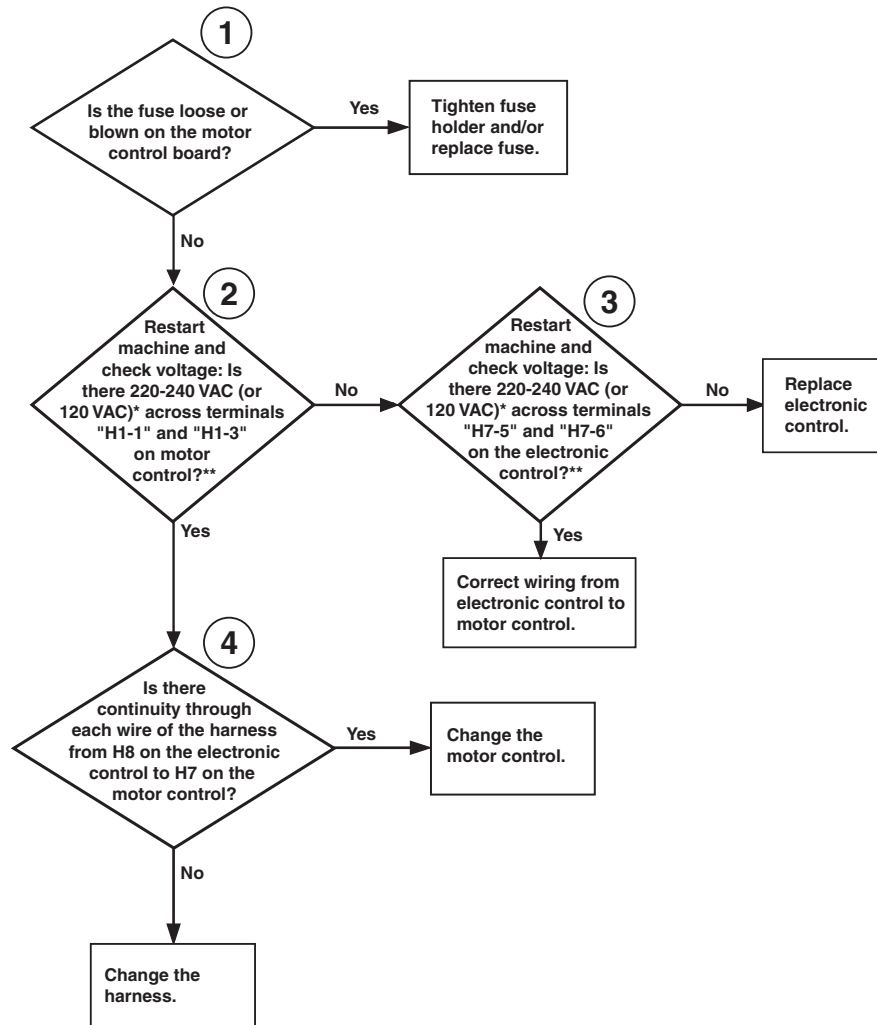 1
Is the fuse loose or
blown on the motor
control board?
Yes
Tighten fuse
holder and/or
replace fuse.
No
2
Restart
machine and
check voltage: Is
there 220-240 VAC (or
120 VAC)* across terminals
"H1-1" and "H1-3"
on motor
control?**
No
3
Restart
machine and
check voltage: Is
there 220-240 VAC (or
120 VAC)* across terminals
"H7-5" and "H7-6"
on the electronic
control?**
No
Replace
electronic
control.
Yes
Correct wiring from
electronic control to
motor control.
Yes
4
Is there
continuity through
each wire of the harness
from H8 on the electronic
control to H7 on the
motor control?
Yes
Change the
motor control.
No
Change the
harness.